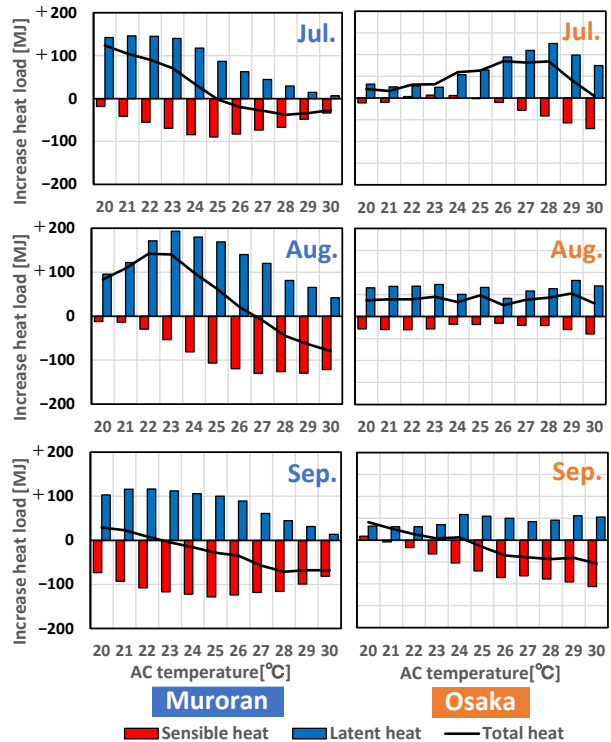 Increase heat load [MJ]
+ 200
+ 100
0
−100
−200
Jul.
20 21 22 23 24 25 26 27 28 29 30
Jul.
20 21 22 23 24 25 26 27 28 29 30
Increase heat load) [MJ]
+ 200
+ 100
0
−100
−200
Aug.
20 21 22 23 24 25 26 27 28 29 30
Aug.
20 21 22 23 24 25 26 27 28 29 30
Increase heat load [MJ]
+ 200
+ 100
0
−100
−200
Sep.
20 21 22 23 24 25 26 27 28 29 30
Sep.
20 21 22 23 24 25 26 27 28 29 30
AC temperature[℃] AC temperature[℃]
Muroran Osaka
Sensible heat Latent heat Total heat